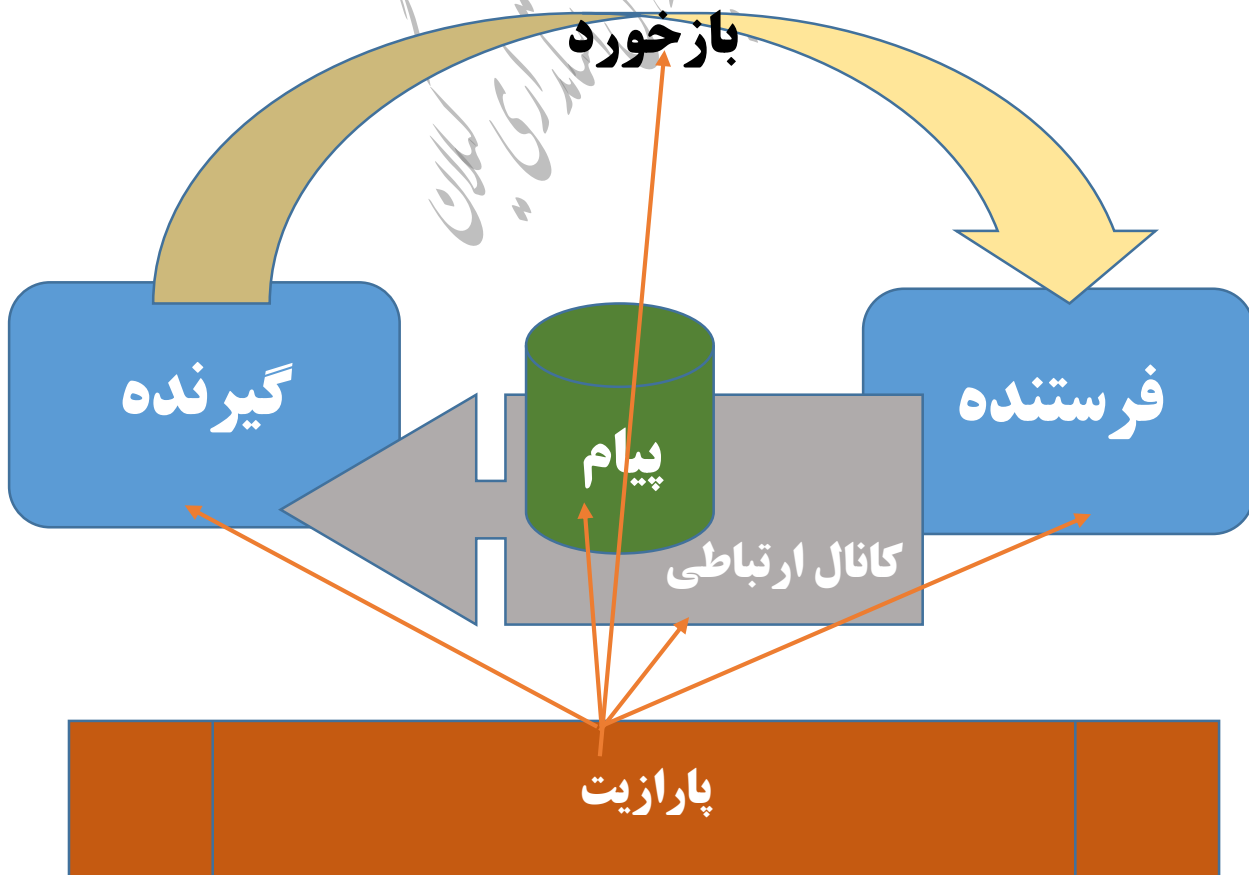 بازخورد
فرستنده
گیرنده
پیام
کانال ارتباطی
پارازیت